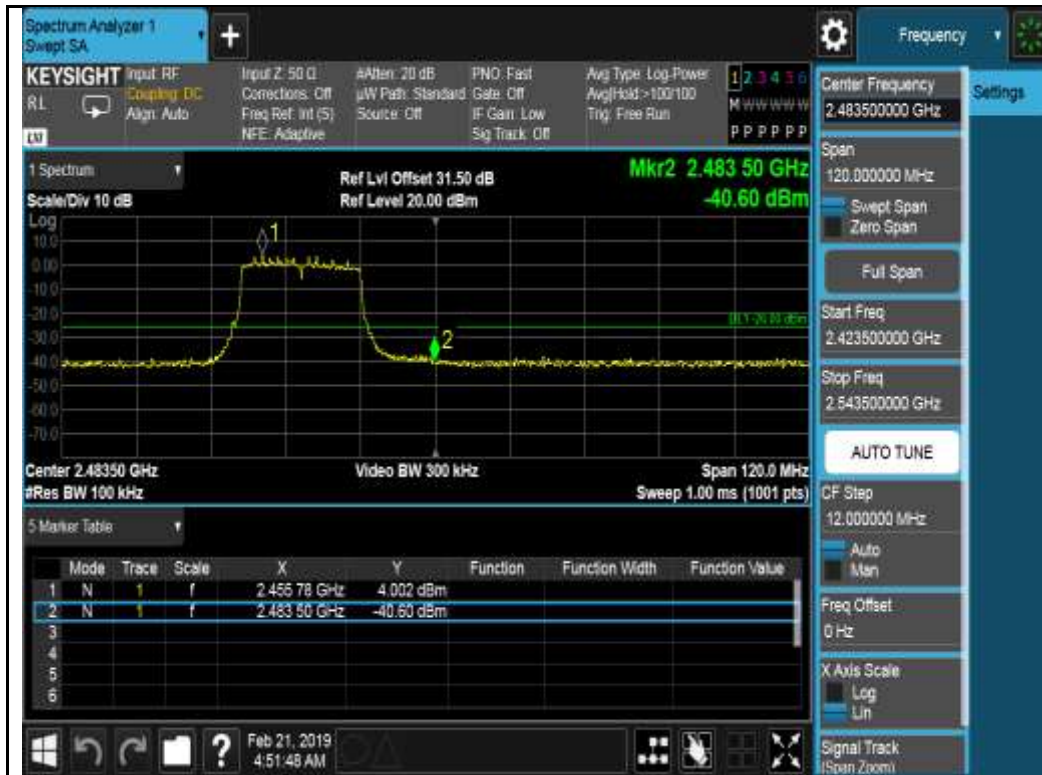 Spectrum Analyzer 1
Swept SA
+
Frequency
KEYSIGHT
RL
LXI
Input: RF
Coupling: DC
Align: Auto
Input Z: 50 Ω
Corrections: Off
Freq Ref: Int (S)
NFE: Adaptive
#Atten: 20 dB
µW Path: Standard
Source: Off
PNO: Fast
Gate: Off
IF Gain: Low
Sig Track: Off
Avg Type: Log-Power
Avg|Hold:>100/100
Trig: Free Run
1 2 3 4 5 6
M W W W W W
P P P P P P
1 Spectrum
Scale/Div 10 dB
Ref Lvl Offset 31.50 dB
Ref Level 20.00 dBm
Mkr2 2.483 50 GHz
-40.60 dBm
Log
10.0
0.00
-10.0
-20.0
-30.0
-40.0
-50.0
-60.0
-70.0
1
2
DL1 -26.00 dBm
Center 2.48350 GHz
#Res BW 100 kHz
Video BW 300 kHz
Span 120.0 MHz
Sweep 1.00 ms (1001 pts)
5 Marker Table
Mode Trace Scale X Y Function Function Width Function Value
1 N 1 f 2.455 78 GHz 4.002 dBm
2 N 1 f 2.483 50 GHz -40.60 dBm
3
4
5
6
?
Feb 21, 2019
4:51:48 AM
Center Frequency
2.483500000 GHz
Settings
Span
120.000000 MHz
Swept Span
Zero Span
Full Span
Start Freq
2.423500000 GHz
Stop Freq
2.543500000 GHz
AUTO TUNE
CF Step
12.000000 MHz
Auto
Man
Freq Offset
0 Hz
X Axis Scale
Log
Lin
Signal Track
(Span Zoom)